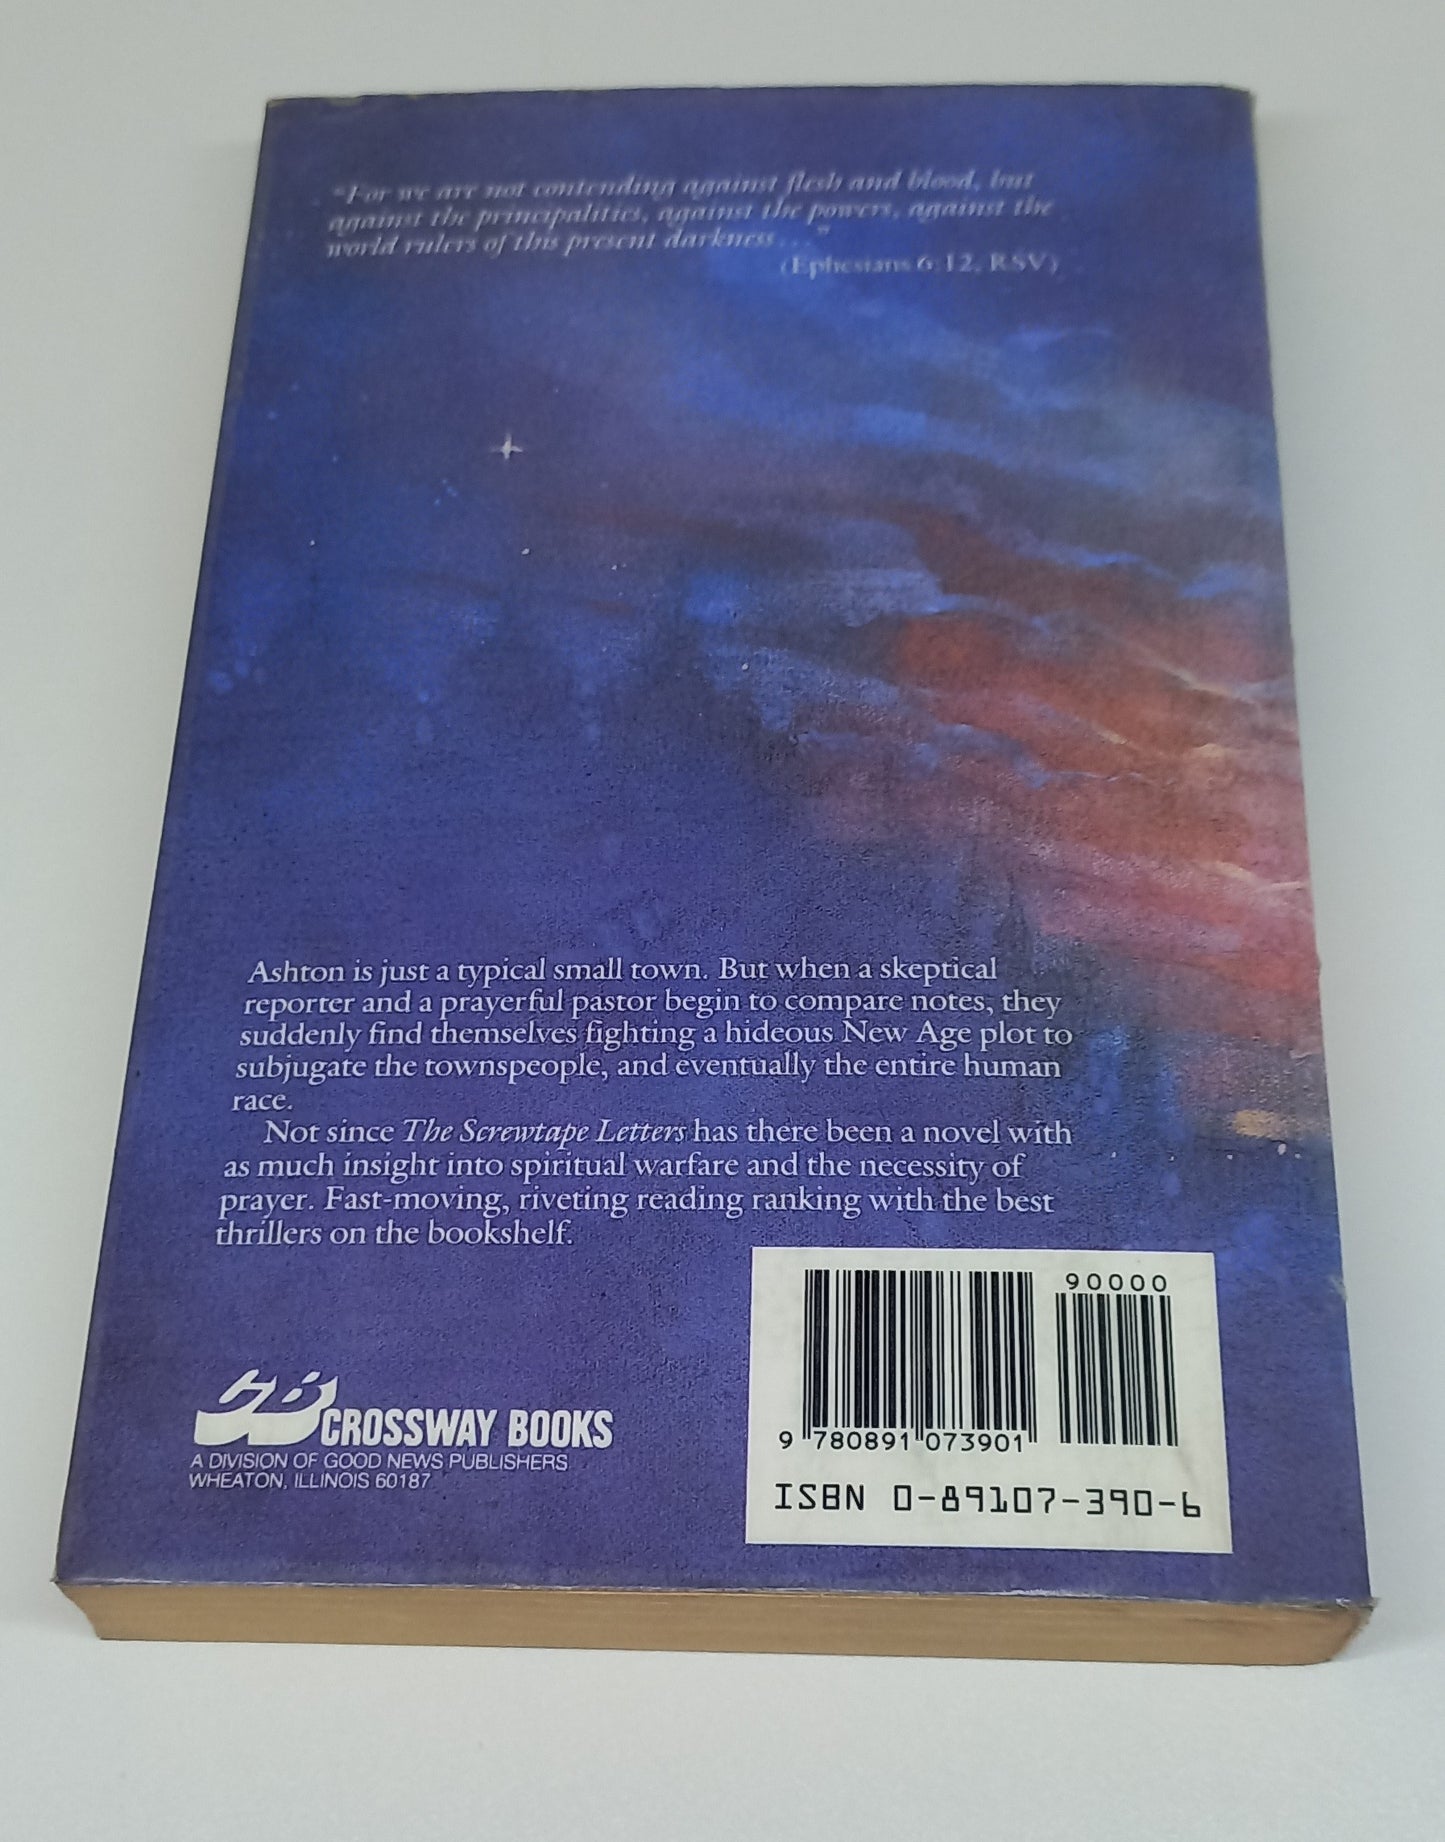 "For we are not contending against flesh and blood, but
against the principalities, against the powers, against the
world rulers of this present darkness . . ."
(Ephesians 6:12, RSV)
Ashton is just a typical small town. But when a skeptical
reporter and a prayerful pastor begin to compare notes, they
suddenly find themselves fighting a hideous New Age plot to
subjugate the townspeople, and eventually the entire human
race.
Not since The Screwtape Letters has there been a novel with
as much insight into spiritual warfare and the necessity of
prayer. Fast-moving, riveting reading ranking with the best
thrillers on the bookshelf.
CROSSWAY BOOKS
A DIVISION OF GOOD NEWS PUBLISHERS
WHEATON, ILLINOIS 60187
90000
9 780891 073901
ISBN 0-89107-390-6